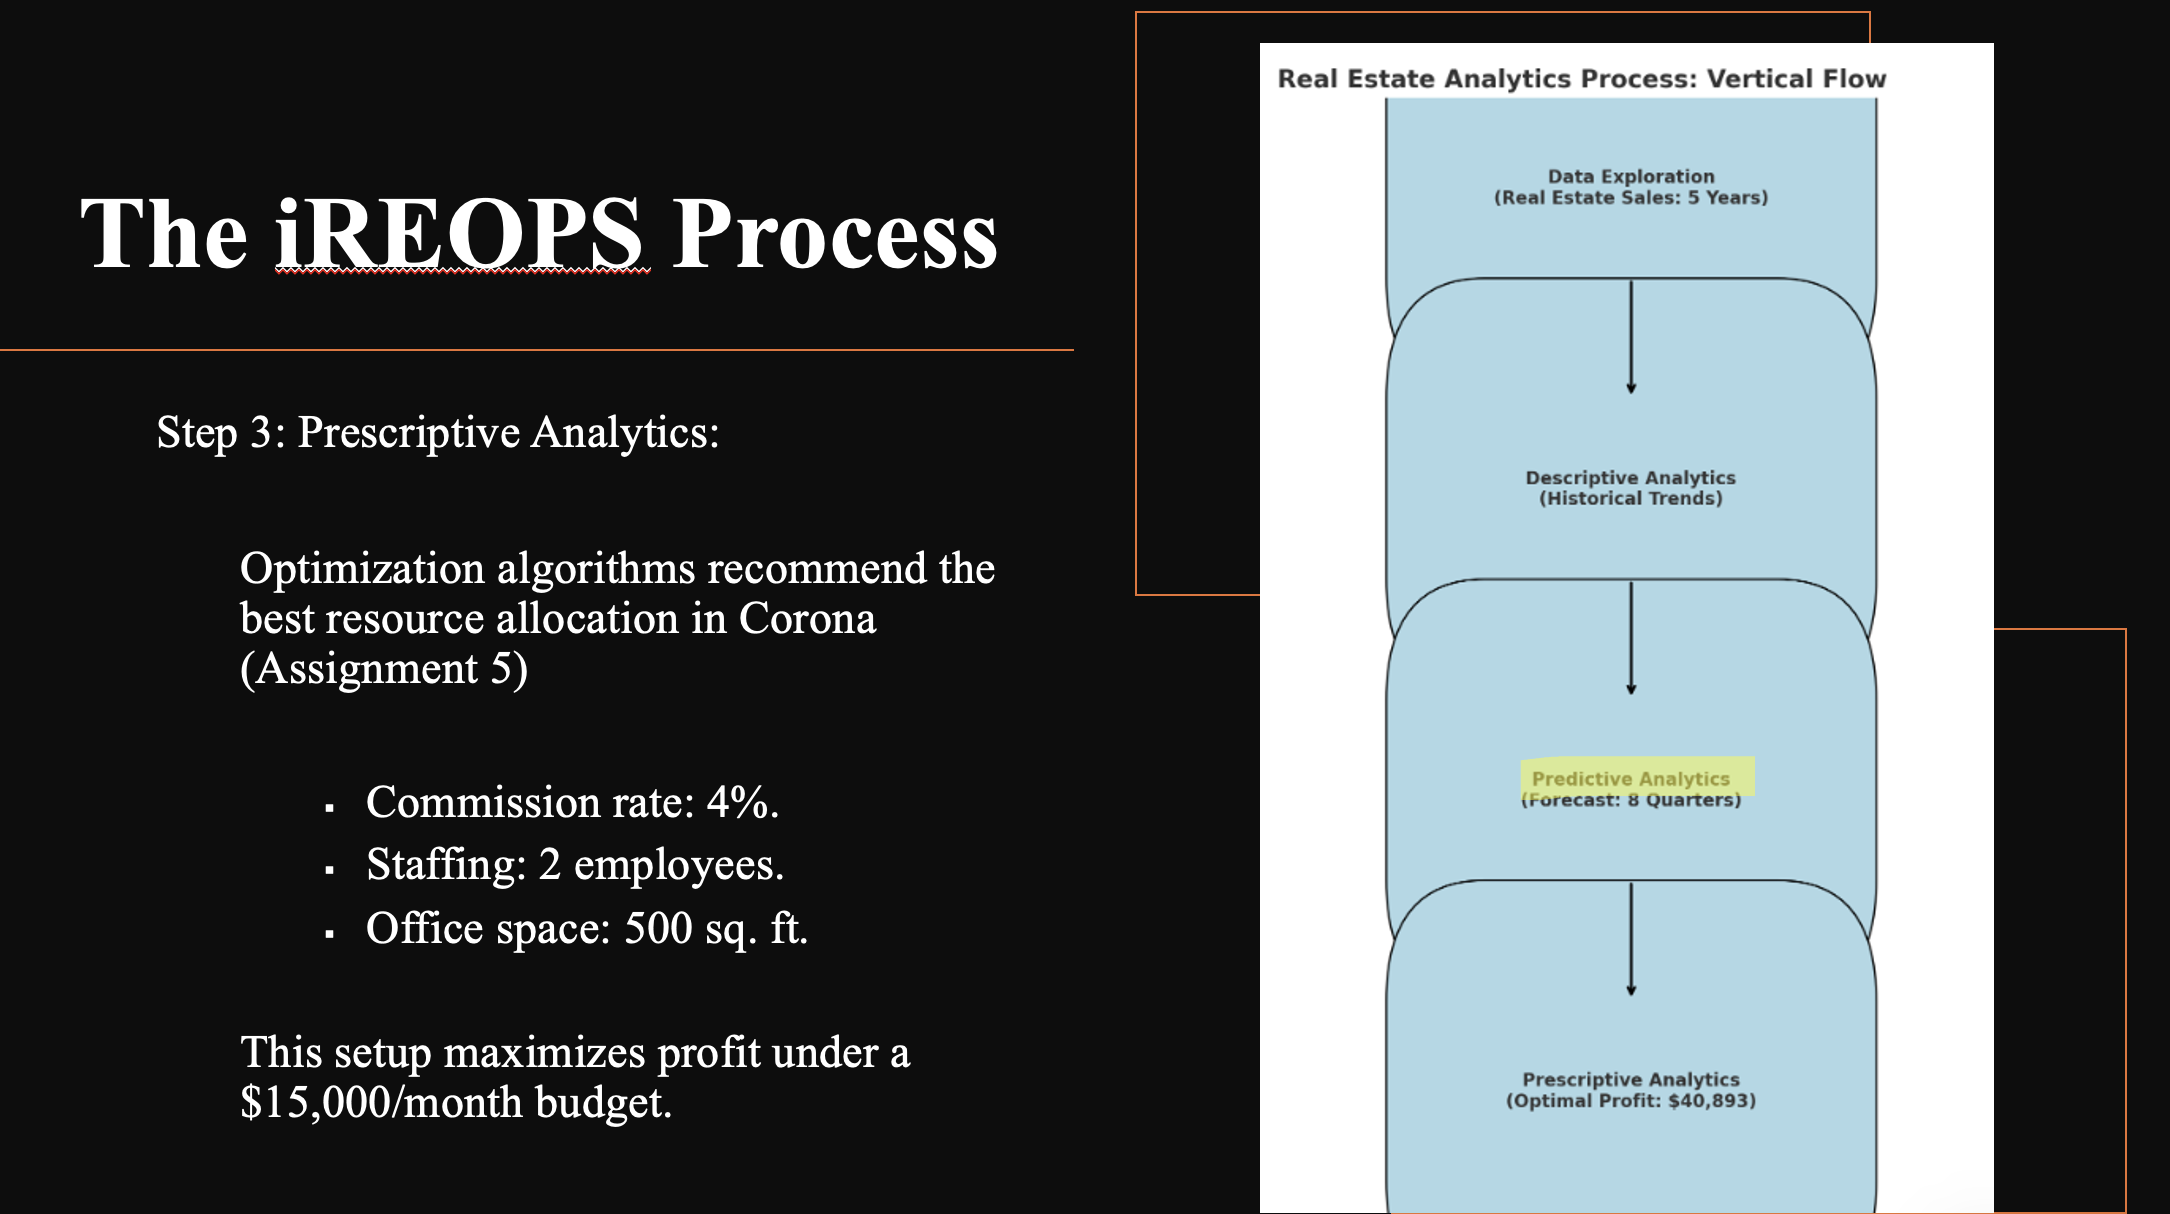 The iREOPS Process
Step 3: Prescriptive Analytics:
Optimization algorithms recommend the
best resource allocation in Corona
(Assignment 5)
▪ Commission rate: 4%.
▪ Staffing: 2 employees.
▪ Office space: 500 sq. ft.
This setup maximizes profit under a
$15,000/month budget.
Real Estate Analytics Process: Vertical Flow
Data Exploration
(Real Estate Sales: 5 Years)
Descriptive Analytics
(Historical Trends)
Predictive Analytics
(Forecast: 8 Quarters)
Prescriptive Analytics
(Optimal Profit: $40,893)